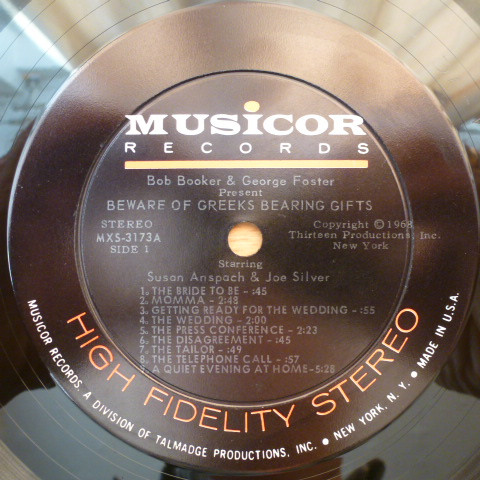 MUSICOR
RECORDS
Bob Booker & George Foster
Present
BEWARE OF GREEKS BEARING GIFTS
STEREO
MXS-3173A
SIDE 1
Copyright © 1968
Thirteen Productions, Inc.
New York
Starring
Susan Anspach & Joe Silver
1. THE BRIDE TO BE - :45
2. MOMMA - 2:48
3. GETTING READY FOR THE WEDDING - :55
4. THE WEDDING - 2:00
5. THE PRESS CONFERENCE - 2:23
6. THE DISAGREEMENT - :45
7. THE TAILOR - :49
8. THE TELEPHONE CALL - :57
9. A QUIET EVENING AT HOME-5:28
HIGH FIDELITY STEREO
MUSICOR RECORDS, A DIVISION OF TALMADGE PRODUCTIONS, INC. • NEW YORK, N. Y. • MADE IN U.S.A.